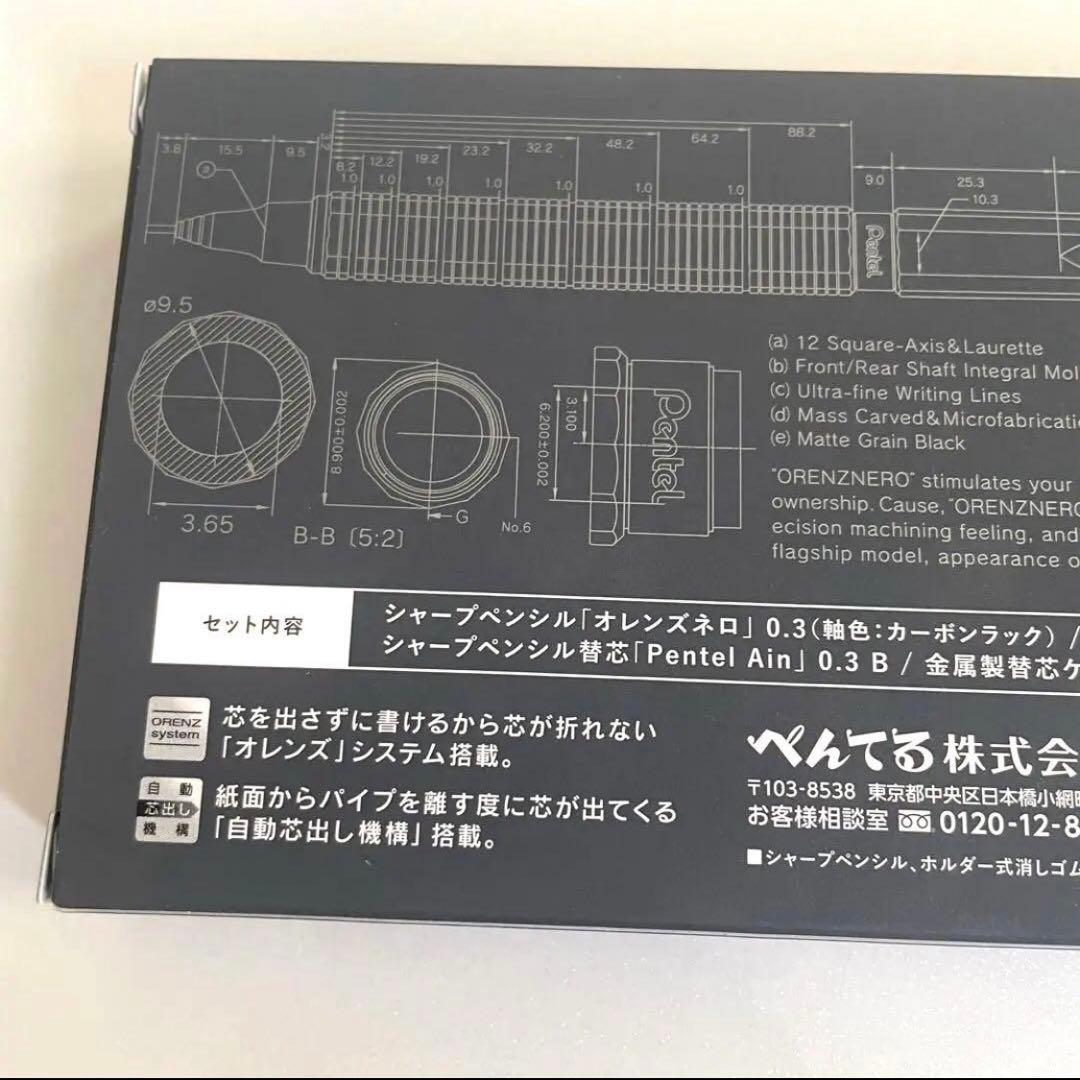 3.8
15.5
9.5
3.2
8.2
12.2
19.2
23.2
32.2
48.2
64.2
88.2
1.0
1.0
1.0
1.0
1.0
1.0
1.0
9.0
25.3
10.3
a
Pentel
ø9.5
3.65
8.900±0.002
B-B [5:2]
G
No.6
6.200±0.002
3.100
Pentel
(a) 12 Square-Axis&Laurette
(b) Front/Rear Shaft Integral Mol
(c) Ultra-fine Writing Lines
(d) Mass Carved&Microfabricati
(e) Matte Grain Black
"ORENZNERO" stimulates your
ownership. Cause, "ORENZNERO
ecision machining feeling, and
flagship model, appearance o
セット内容
シャープペンシル「オレンズネロ」 0.3(軸色:カーボンラック) /
シャープペンシル替芯「Pentel Ain」 0.3 B / 金属製替芯ケ
ORENZ
system
芯を出さずに書けるから芯が折れない
「オレンズ」システム搭載。
自動
芯出し
機構
紙面からパイプを離す度に芯が出てくる
「自動芯出し機構」搭載。
ぺんてる株式会
〒103-8538 東京都中央区日本橋小網町
お客様相談室 0120-12-8
■シャープペンシル、ホルダー式消しゴム